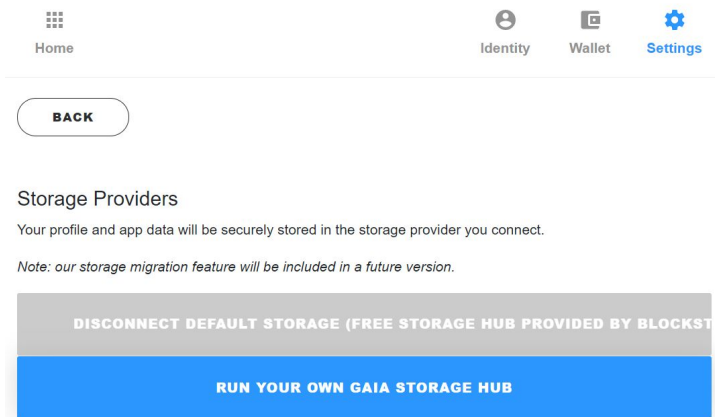 Home Identity Wallet Settings
BACK
Storage Providers
Your profile and app data will be securely stored in the storage provider you connect.
Note: our storage migration feature will be included in a future version.
DISCONNECT DEFAULT STORAGE (FREE STORAGE HUB PROVIDED BY BLOCKST
RUN YOUR OWN GAIA STORAGE HUB